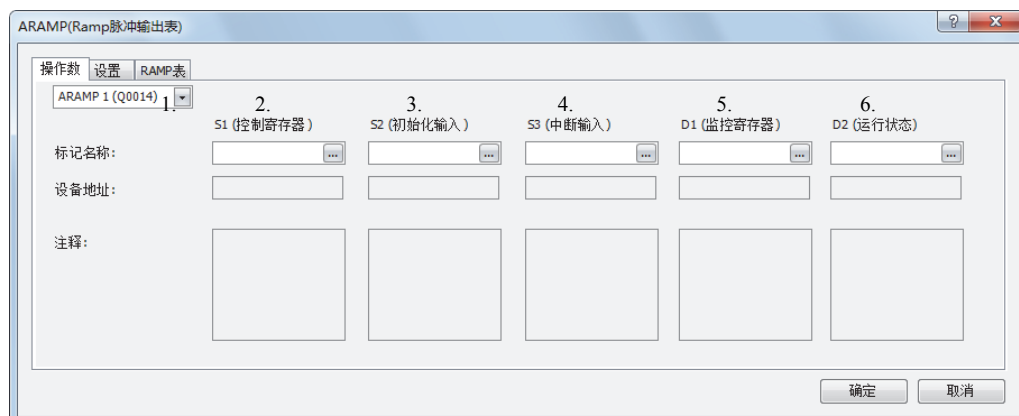 ARAMP(Ramp脉冲输出表)
操作数 设置 RAMP表
ARAMP 1 (Q0014) 1. 2. 3. 4. 5. 6.
S1 (控制寄存器) S2 (初始化输入) S3 (中断输入) D1 (监控寄存器) D2 (运行状态)
标记名称: ... ... ... ... ...
设备地址:
注释:
确定 取消